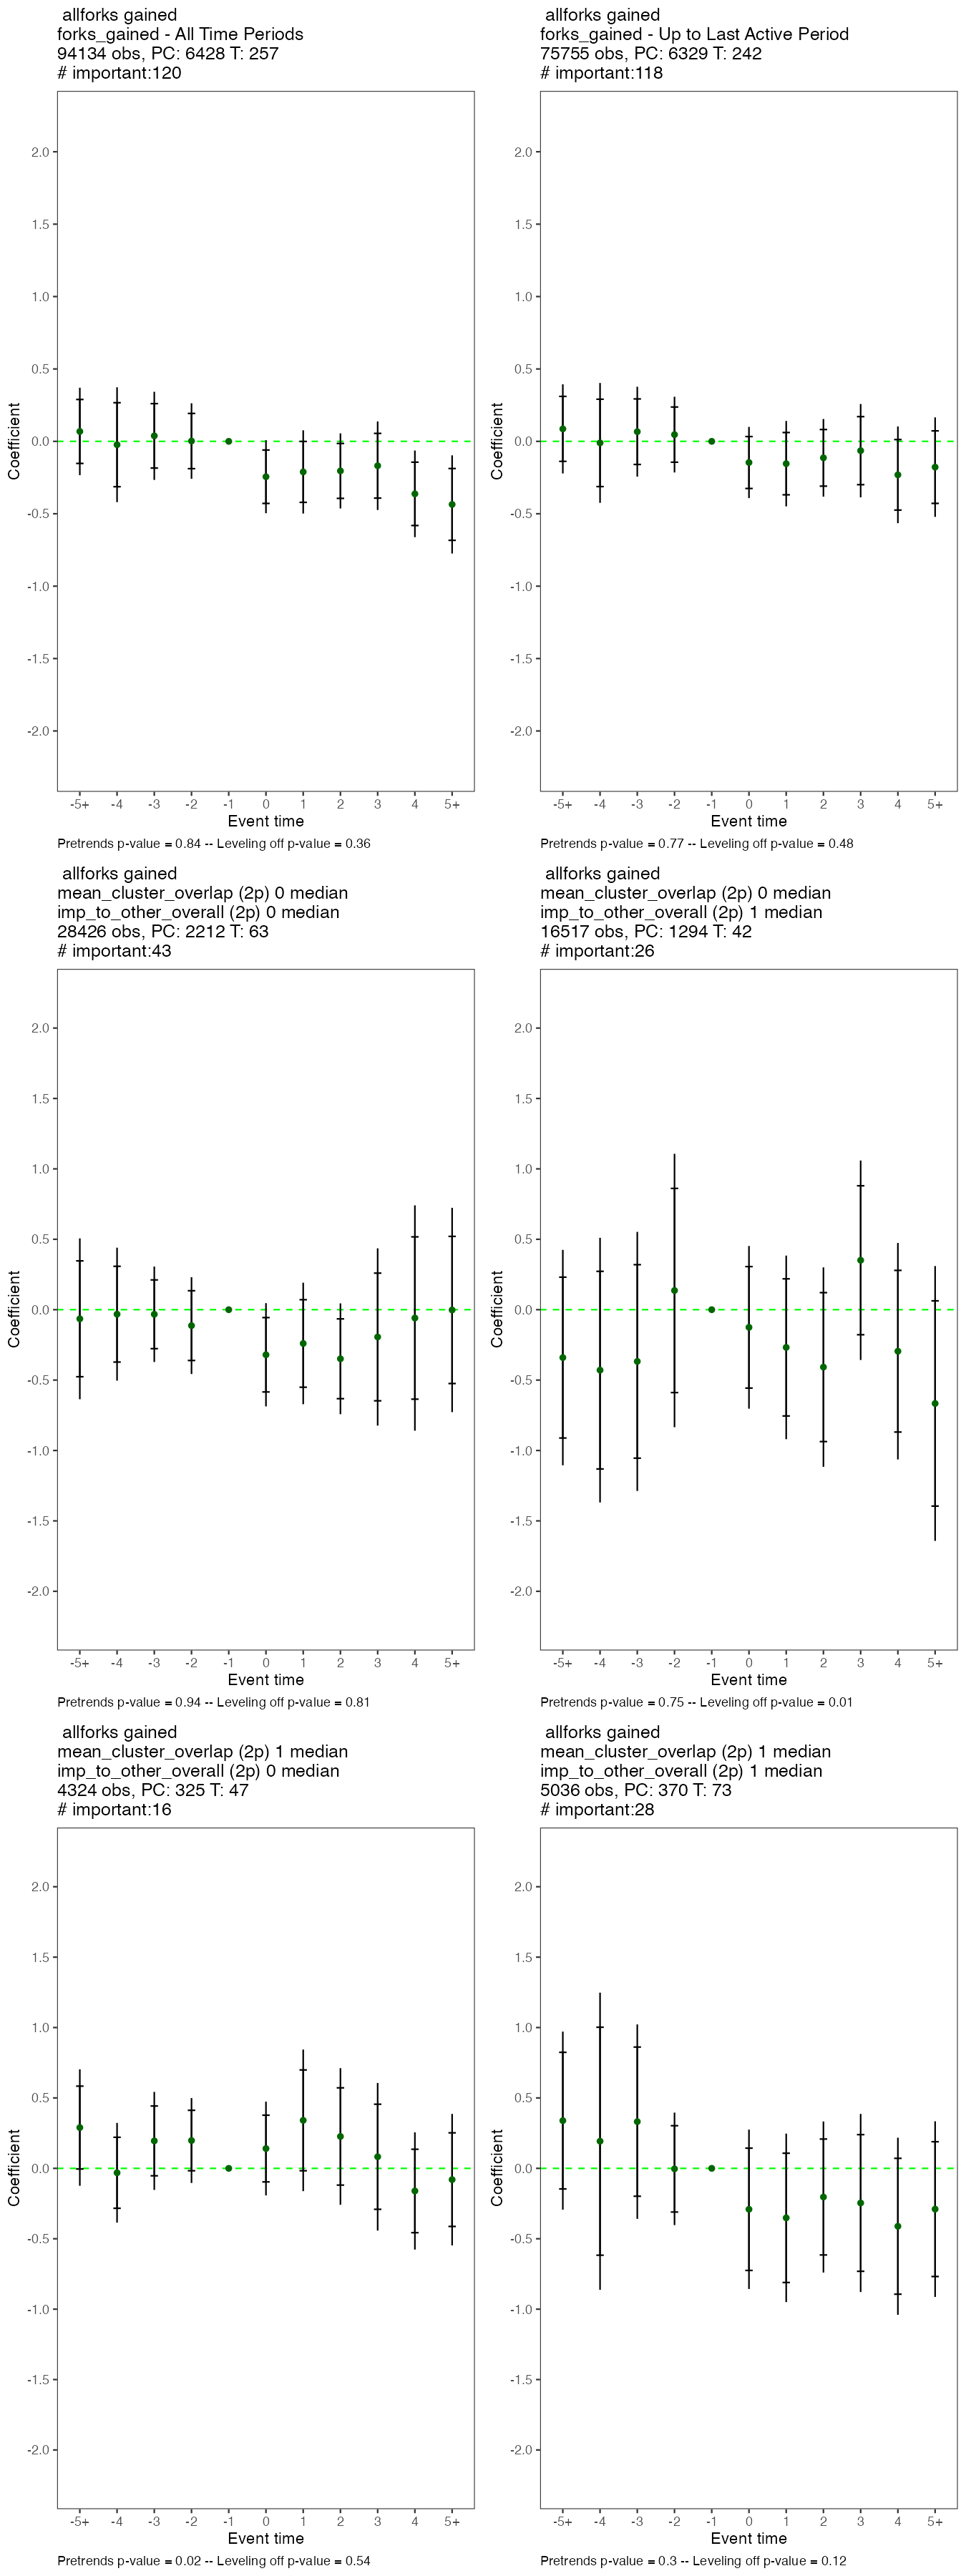 allforks gained
forks_gained - All Time Periods
94134 obs, PC: 6428 T: 257
# important:120
2.0
1.5
1.0
0.5
0.0
-0.5
-1.0
-1.5
-2.0
Coefficient
-5+ -4 -3 -2 -1 0 1 2 3 4 5+
Event time
Pretrends p-value = 0.84 -- Leveling off p-value = 0.36
allforks gained
forks_gained - Up to Last Active Period
75755 obs, PC: 6329 T: 242
# important:118
2.0
1.5
1.0
0.5
0.0
-0.5
-1.0
-1.5
-2.0
Coefficient
-5+ -4 -3 -2 -1 0 1 2 3 4 5+
Event time
Pretrends p-value = 0.77 -- Leveling off p-value = 0.48
allforks gained
mean_cluster_overlap (2p) 0 median
imp_to_other_overall (2p) 0 median
28426 obs, PC: 2212 T: 63
# important:43
2.0
1.5
1.0
0.5
0.0
-0.5
-1.0
-1.5
-2.0
Coefficient
-5+ -4 -3 -2 -1 0 1 2 3 4 5+
Event time
Pretrends p-value = 0.94 -- Leveling off p-value = 0.81
allforks gained
mean_cluster_overlap (2p) 0 median
imp_to_other_overall (2p) 1 median
16517 obs, PC: 1294 T: 42
# important:26
2.0
1.5
1.0
0.5
0.0
-0.5
-1.0
-1.5
-2.0
Coefficient
-5+ -4 -3 -2 -1 0 1 2 3 4 5+
Event time
Pretrends p-value = 0.75 -- Leveling off p-value = 0.01
allforks gained
mean_cluster_overlap (2p) 1 median
imp_to_other_overall (2p) 0 median
4324 obs, PC: 325 T: 47
# important:16
2.0
1.5
1.0
0.5
0.0
-0.5
-1.0
-1.5
-2.0
Coefficient
-5+ -4 -3 -2 -1 0 1 2 3 4 5+
Event time
Pretrends p-value = 0.02 -- Leveling off p-value = 0.54
allforks gained
mean_cluster_overlap (2p) 1 median
imp_to_other_overall (2p) 1 median
5036 obs, PC: 370 T: 73
# important:28
2.0
1.5
1.0
0.5
0.0
-0.5
-1.0
-1.5
-2.0
Coefficient
-5+ -4 -3 -2 -1 0 1 2 3 4 5+
Event time
Pretrends p-value = 0.3 -- Leveling off p-value = 0.12